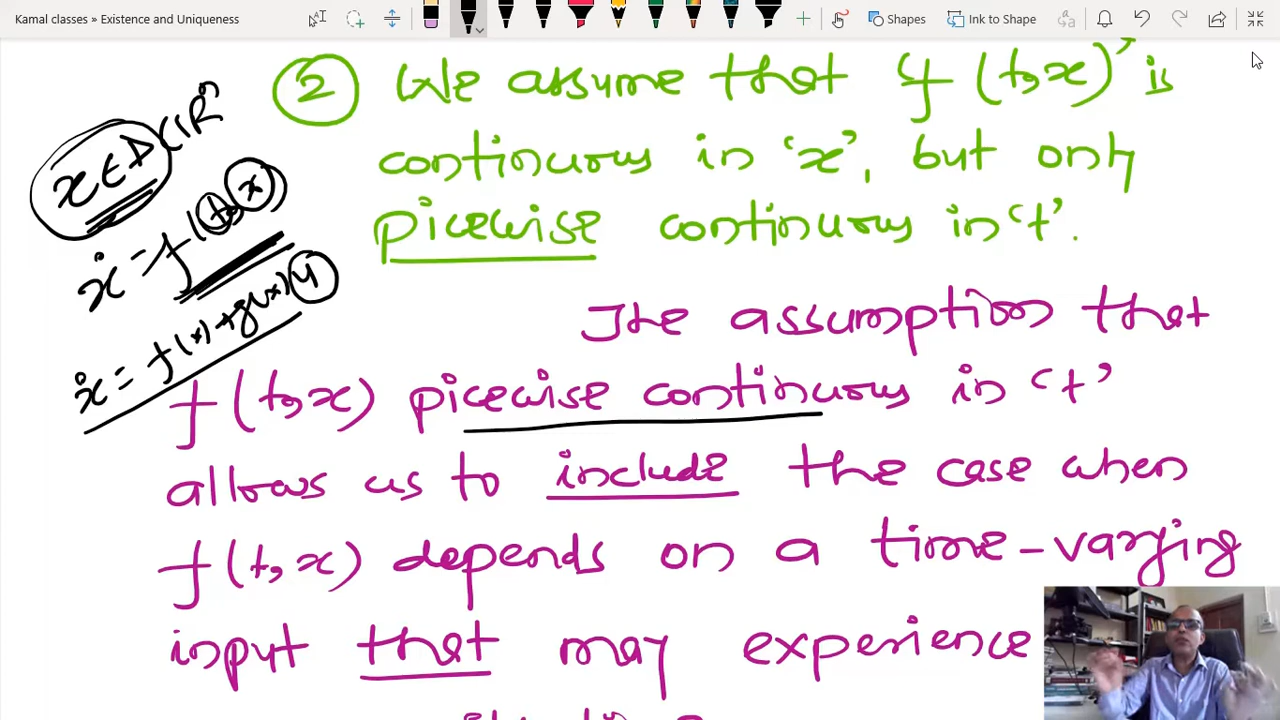 Kamal classes » Existence and Uniqueness
Shapes
Ink to Shape
② We assume that 'f (t,x)' is
continuous in 'x', but only
picewise continuous in 't'.
x ∈ D ⊂ ℝⁿ
ẋ = f(t,x)
ẋ = f(x) + g(x) u
The assumption that
f(t,x) picewise continuous in 't'
allows us to include the case when
f(t,x) depends on a time-varying
input that may experience